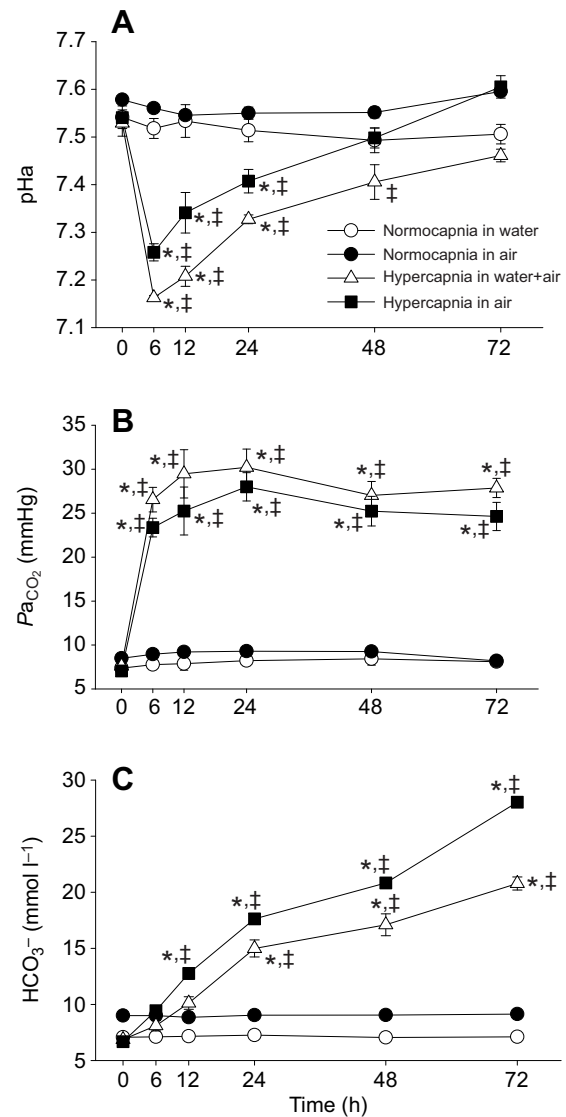 A
7.7
7.6
7.5
7.4
7.3
7.2
7.1
pHa
*,‡
*,‡
*,‡
‡
*,‡
*,‡
*,‡
Normocapnia in water
Normocapnia in air
Hypercapnia in water+air
Hypercapnia in air
0 6 12 24 48 72
B
35
30
25
20
15
10
5
PaCO₂ (mmHg)
*,‡ *,‡ *,‡ *,‡ *,‡
*,‡ *,‡ *,‡ *,‡ *,‡
0 6 12 24 48 72
C
30
25
20
15
10
5
HCO₃⁻ (mmol l⁻¹)
*,‡
*,‡
*,‡
*,‡
*,‡
*,‡
*,‡
0 6 12 24 48 72
Time (h)